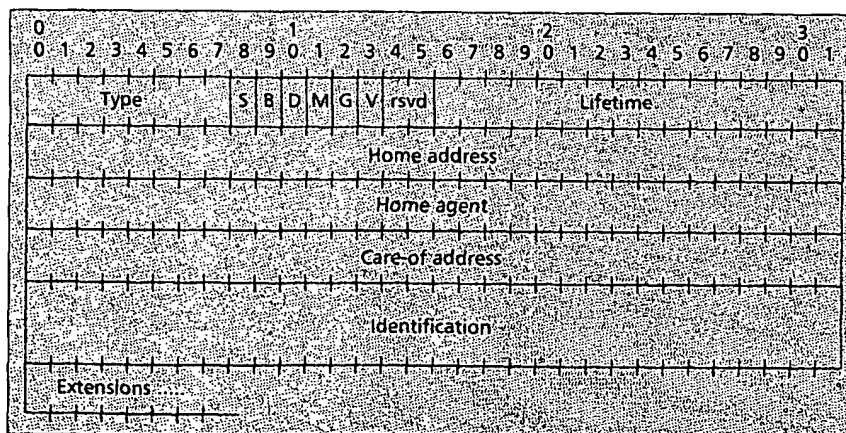 0 1 2 3
0 1 2 3 4 5 6 7 8 9 0 1 2 3 4 5 6 7 8 9 0 1 2 3 4 5 6 7 8 9 0 1
Type S B D M G V rsvd Lifetime
Home address
Home agent
Care-of address
Identification
Extensions......